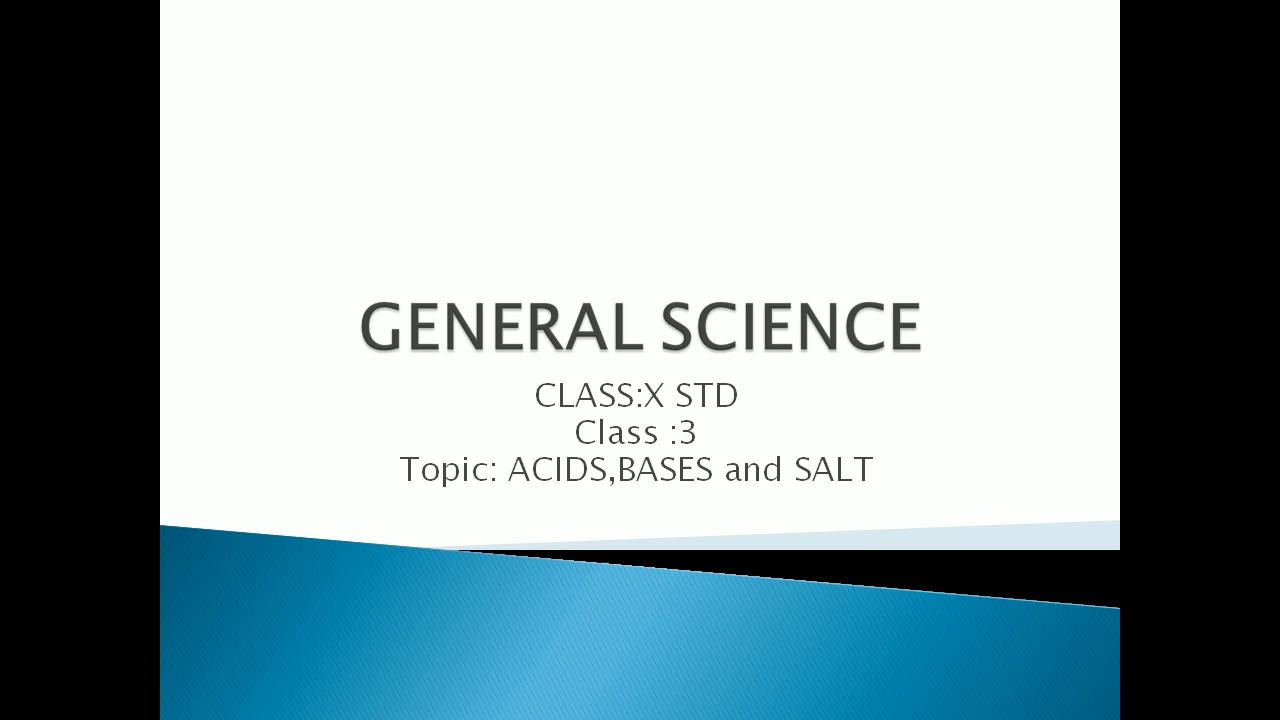 GENERAL SCIENCE
CLASS:X STD
Class :3
Topic: ACIDS,BASES and SALT